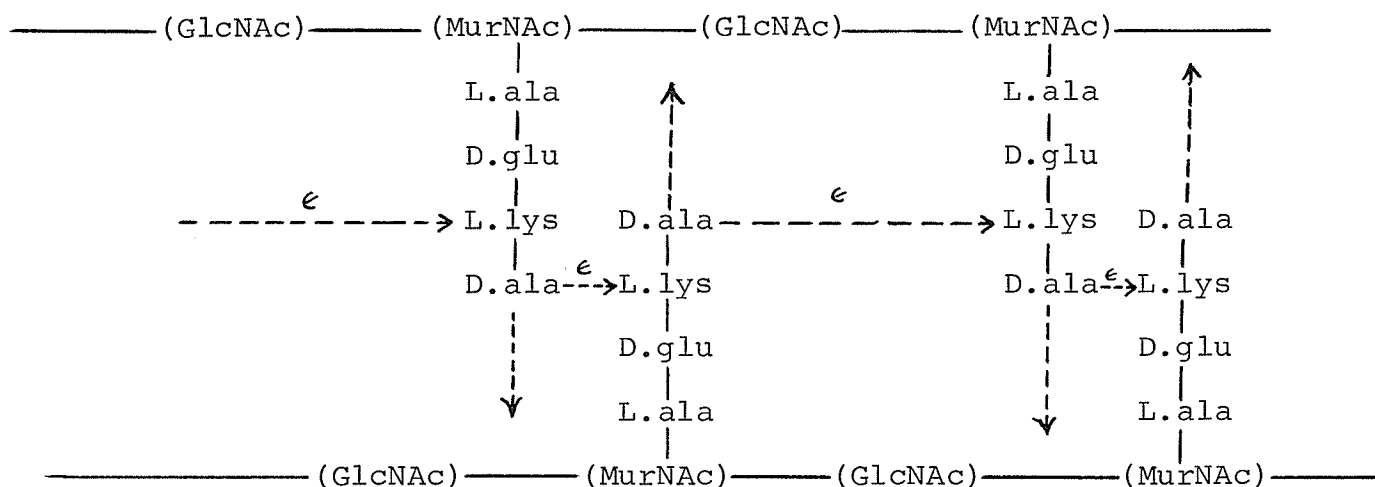 (GlcNAc) (MurNAc) (GlcNAc) (MurNAc)
L.ala L.ala
D.glu D.glu
ϵ ϵ
L.lys D.ala L.lys D.ala
ϵ ϵ
D.ala L.lys D.ala L.lys
D.glu D.glu
L.ala L.ala
(GlcNAc) (MurNAc) (GlcNAc) (MurNAc)